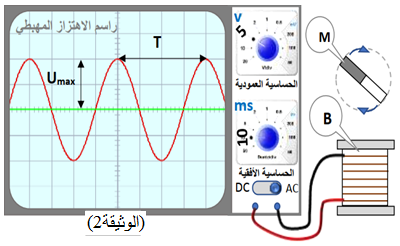 راسم الاهتزاز المهبطي
T
Umax
(الوثيقة2)
v
5
الحساسية العمودية
ms
10
الحساسية الأفقية
DC AC
M
B